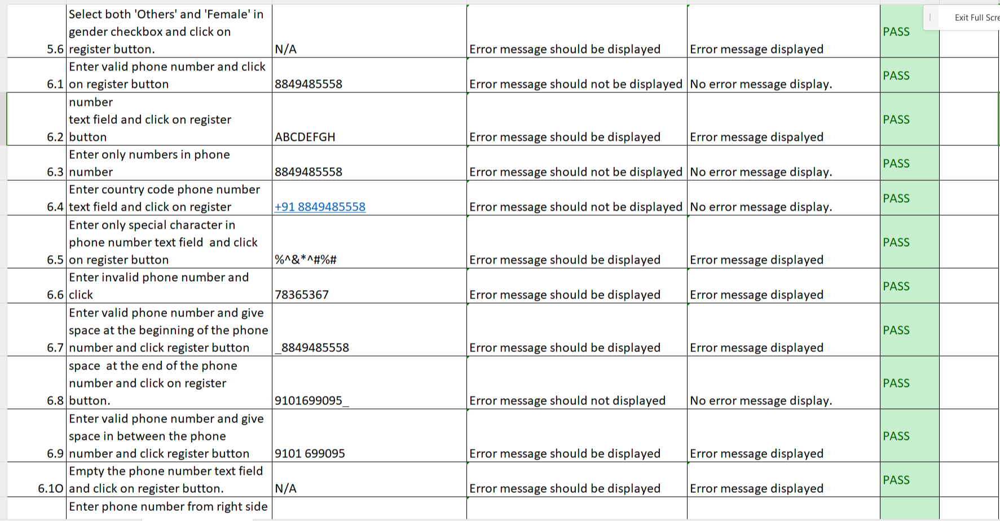 Select both 'Others' and 'Female' in
gender checkbox and click on
5.6 register button. N/A Error message should be displayed Error message displayed PASS
Exit Full Scre
Enter valid phone number and click
6.1 on register button 8849485558 Error message should not be displayed No error message display. PASS
number
text field and click on register
6.2 button ABCDEFGH Error message should be displayed Error message dispalyed PASS
Enter only numbers in phone
6.3 number 8849485558 Error message should not be displayed No error message display. PASS
Enter country code phone number
6.4 text field and click on register +91 8849485558 Error message should not be displayed No error message display. PASS
Enter only special character in
phone number text field  and click
6.5 on register button %^&*^#%# Error message should be displayed Error message displayed PASS
Enter invalid phone number and
6.6 click 78365367 Error message should be displayed Error message displayed PASS
Enter valid phone number and give
space at the beginning of the phone
6.7 number and click register button _8849485558 Error message should be displayed Error message displayed PASS
space  at the end of the phone
number and click on register
6.8 button. 9101699095_ Error message should not displayed No error message display. PASS
Enter valid phone number and give
space in between the phone
6.9 number and click register button 9101 699095 Error message should be displayed Error message displayed PASS
Empty the phone number text field
6.1O and click on register button. N/A Error message should be displayed Error message displayed PASS
Enter phone number from right side